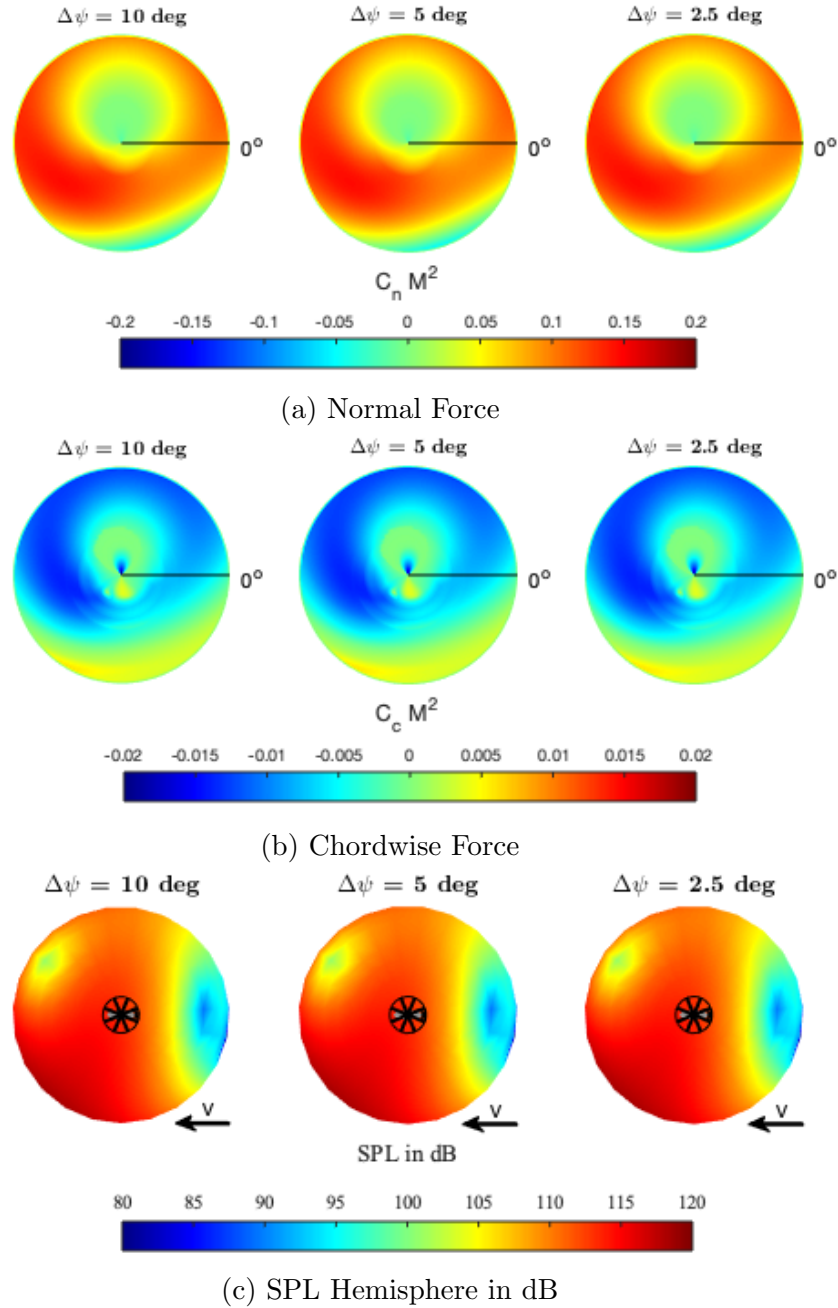 Δψ = 10 deg Δψ = 5 deg Δψ = 2.5 deg
0° 0° 0°
C_n M^2
-0.2 -0.15 -0.1 -0.05 0 0.05 0.1 0.15 0.2
(a) Normal Force
Δψ = 10 deg Δψ = 5 deg Δψ = 2.5 deg
0° 0° 0°
C_c M^2
-0.02 -0.015 -0.01 -0.005 0 0.005 0.01 0.015 0.02
(b) Chordwise Force
Δψ = 10 deg Δψ = 5 deg Δψ = 2.5 deg
V V V
SPL in dB
80 85 90 95 100 105 110 115 120
(c) SPL Hemisphere in dB